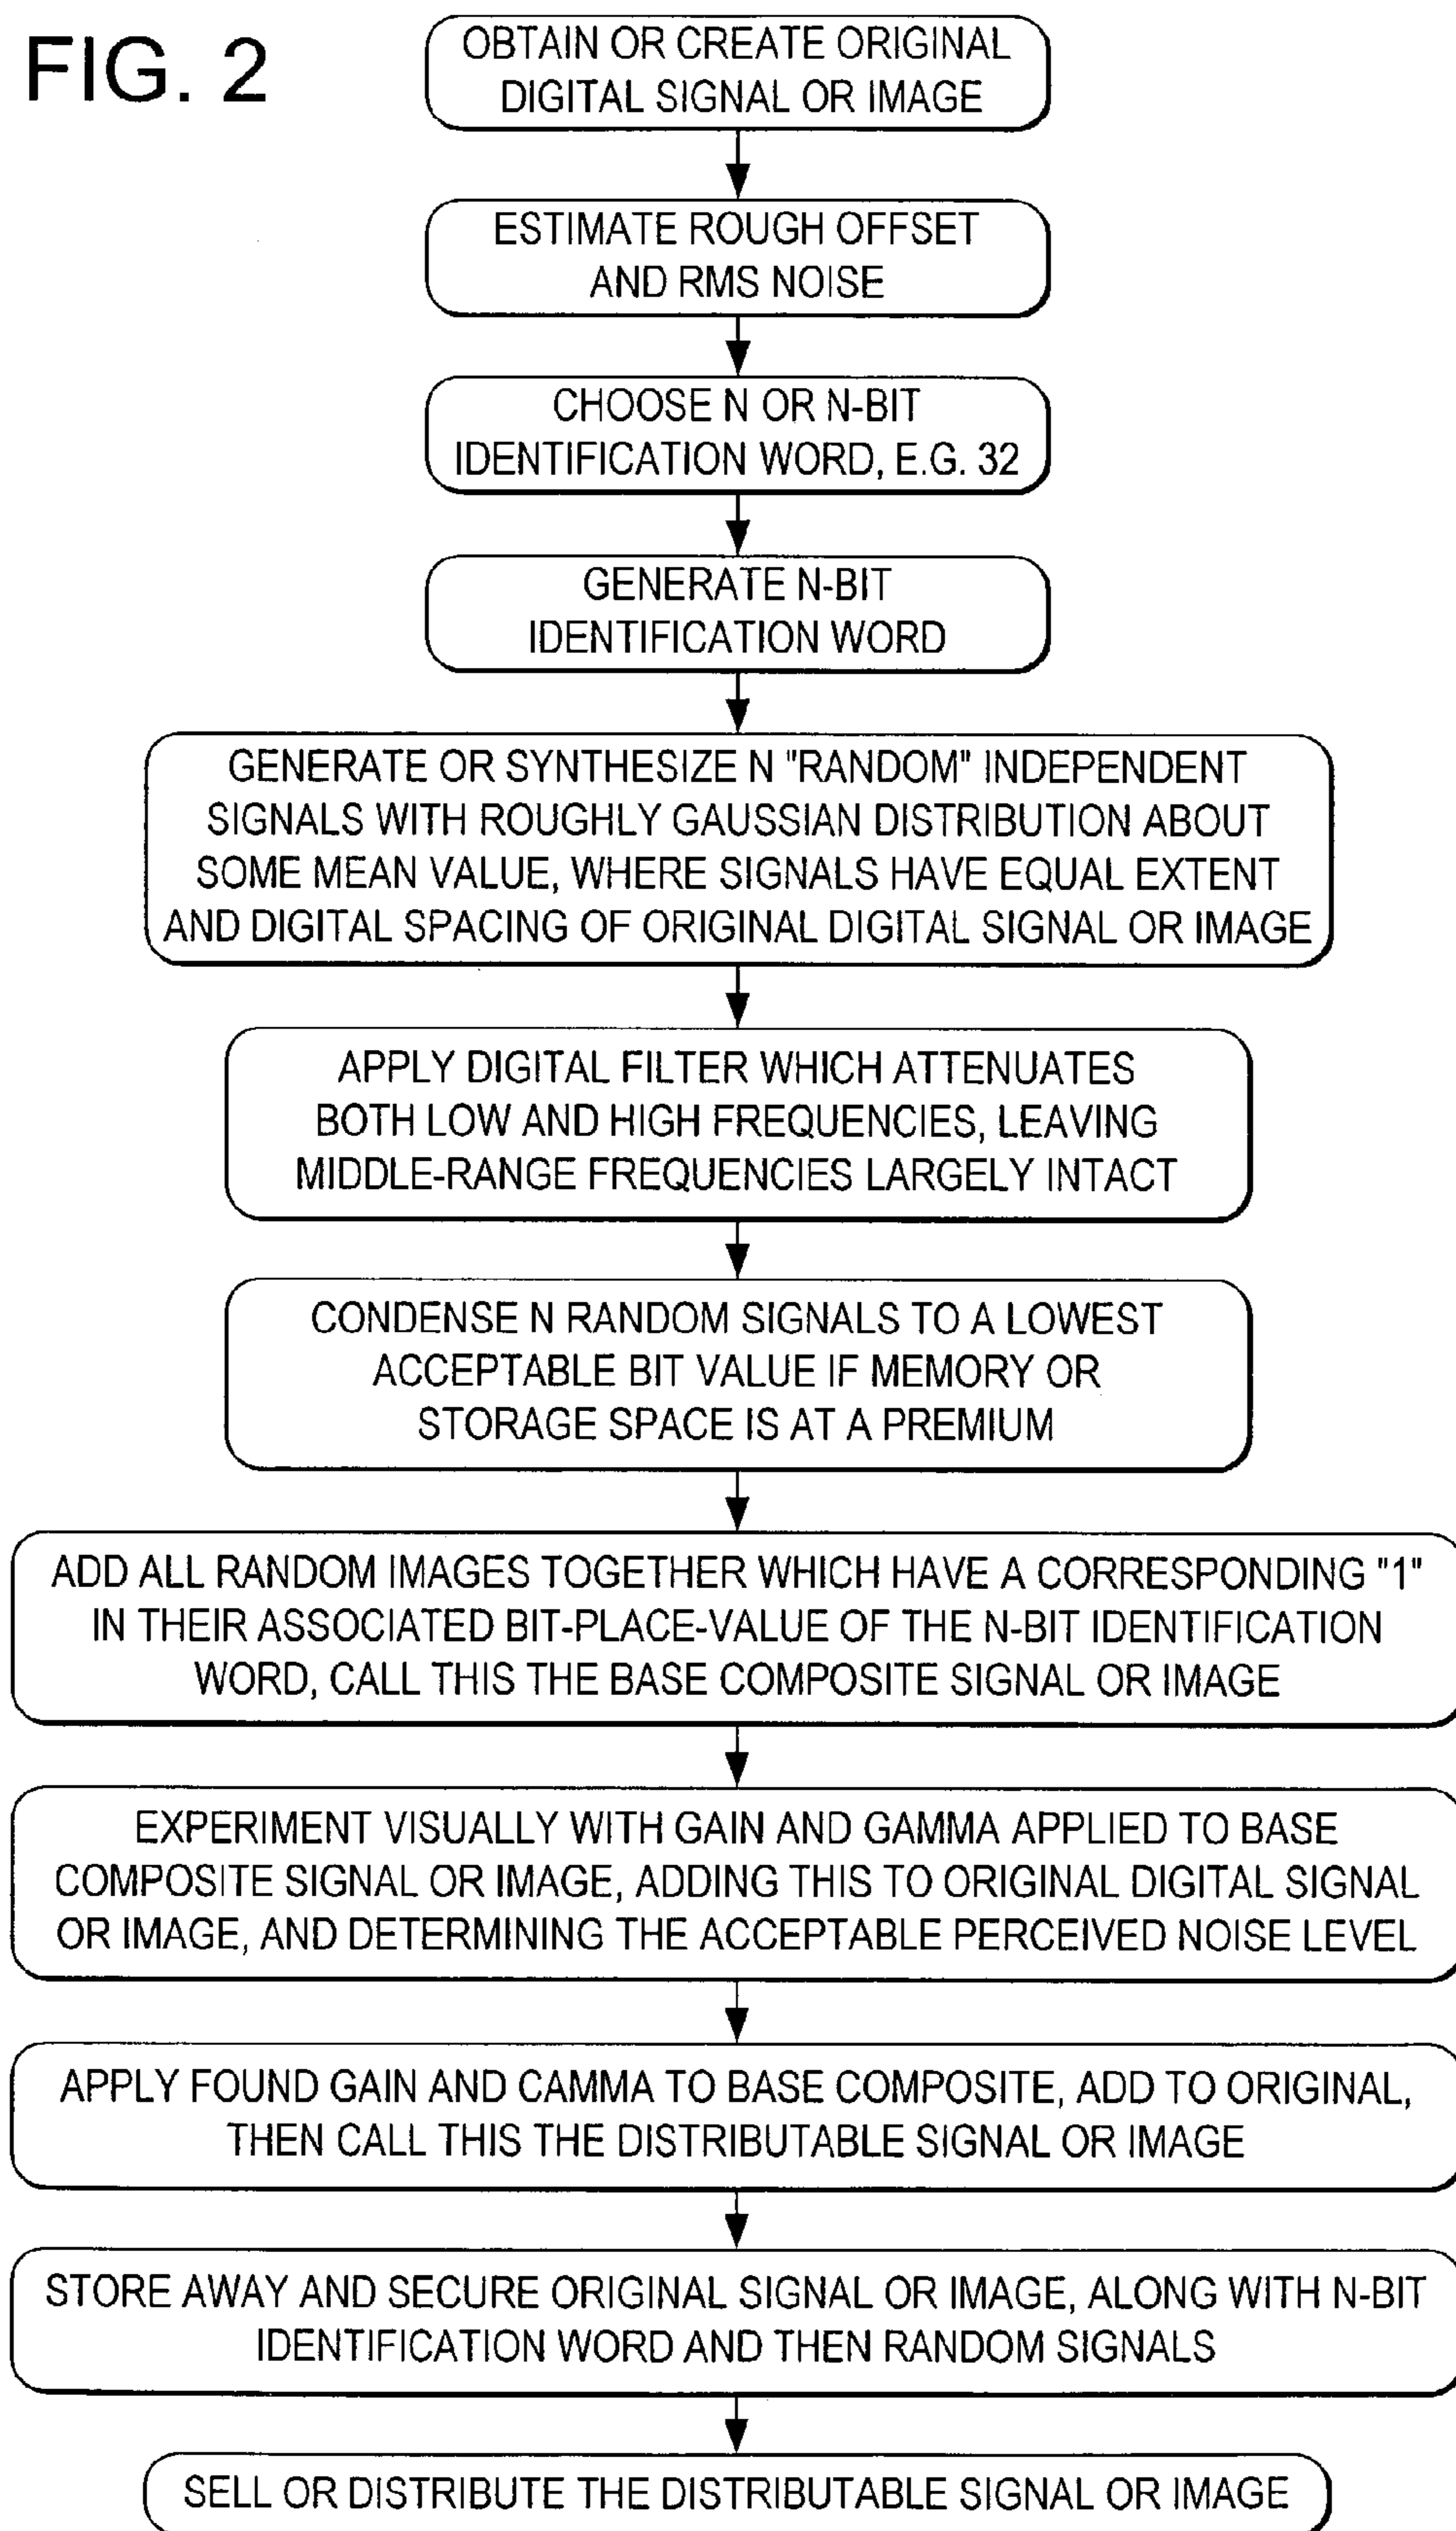 FIG. 2
OBTAIN OR CREATE ORIGINAL
DIGITAL SIGNAL OR IMAGE
ESTIMATE ROUGH OFFSET
AND RMS NOISE
CHOOSE N OR N-BIT
IDENTIFICATION WORD, E.G. 32
GENERATE N-BIT
IDENTIFICATION WORD
GENERATE OR SYNTHESIZE N "RANDOM" INDEPENDENT
SIGNALS WITH ROUGHLY GAUSSIAN DISTRIBUTION ABOUT
SOME MEAN VALUE, WHERE SIGNALS HAVE EQUAL EXTENT
AND DIGITAL SPACING OF ORIGINAL DIGITAL SIGNAL OR IMAGE
APPLY DIGITAL FILTER WHICH ATTENUATES
BOTH LOW AND HIGH FREQUENCIES, LEAVING
MIDDLE-RANGE FREQUENCIES LARGELY INTACT
CONDENSE N RANDOM SIGNALS TO A LOWEST
ACCEPTABLE BIT VALUE IF MEMORY OR
STORAGE SPACE IS AT A PREMIUM
ADD ALL RANDOM IMAGES TOGETHER WHICH HAVE A CORRESPONDING "1"
IN THEIR ASSOCIATED BIT-PLACE-VALUE OF THE N-BIT IDENTIFICATION
WORD, CALL THIS THE BASE COMPOSITE SIGNAL OR IMAGE
EXPERIMENT VISUALLY WITH GAIN AND GAMMA APPLIED TO BASE
COMPOSITE SIGNAL OR IMAGE, ADDING THIS TO ORIGINAL DIGITAL SIGNAL
OR IMAGE, AND DETERMINING THE ACCEPTABLE PERCEIVED NOISE LEVEL
APPLY FOUND GAIN AND CAMMA TO BASE COMPOSITE, ADD TO ORIGINAL,
THEN CALL THIS THE DISTRIBUTABLE SIGNAL OR IMAGE
STORE AWAY AND SECURE ORIGINAL SIGNAL OR IMAGE, ALONG WITH N-BIT
IDENTIFICATION WORD AND THEN RANDOM SIGNALS
SELL OR DISTRIBUTE THE DISTRIBUTABLE SIGNAL OR IMAGE